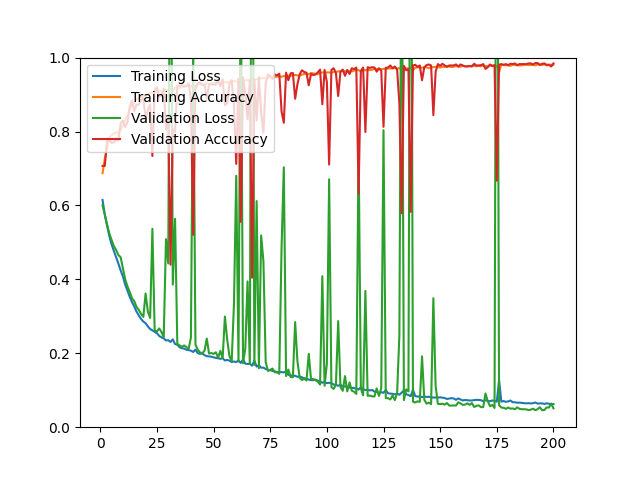 1.0
0.8
0.6
0.4
0.2
0.0
Training Loss
Training Accuracy
Validation Loss
Validation Accuracy
0 25 50 75 100 125 150 175 200